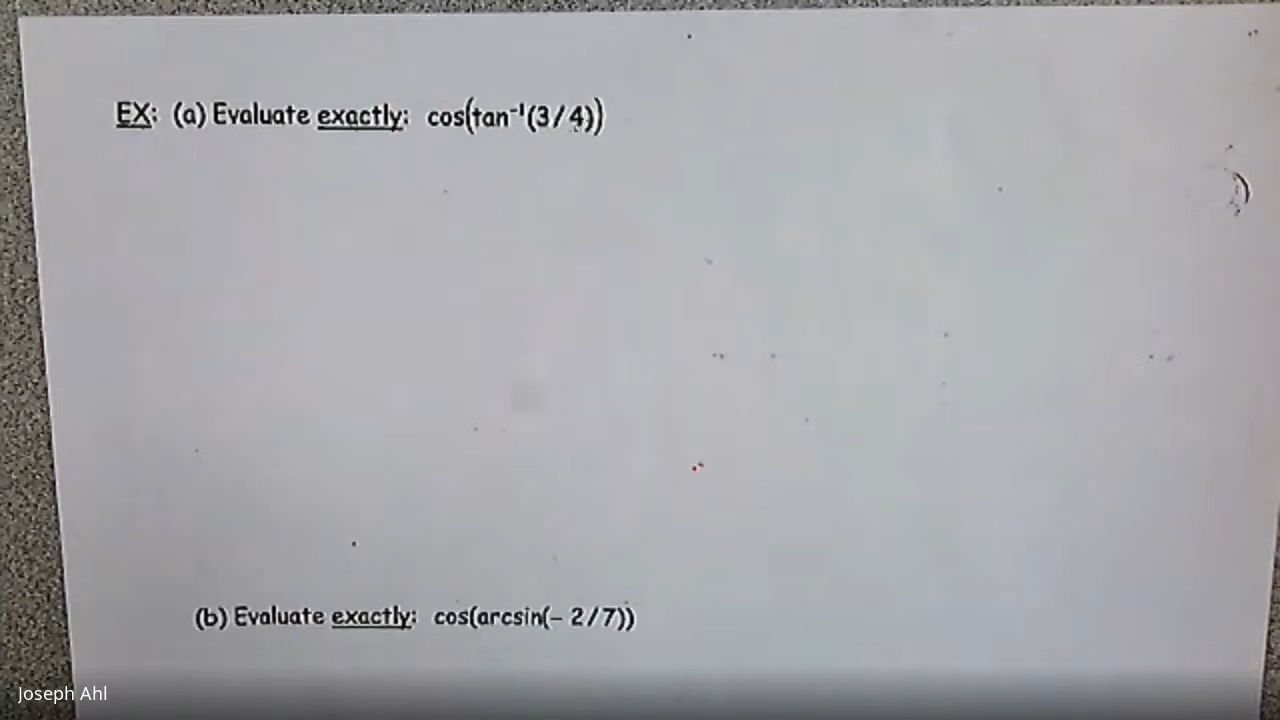 EX: (a) Evaluate exactly: cos(tan⁻¹(3/4))
(b) Evaluate exactly: cos(arcsin(- 2/7))
Joseph Ahl